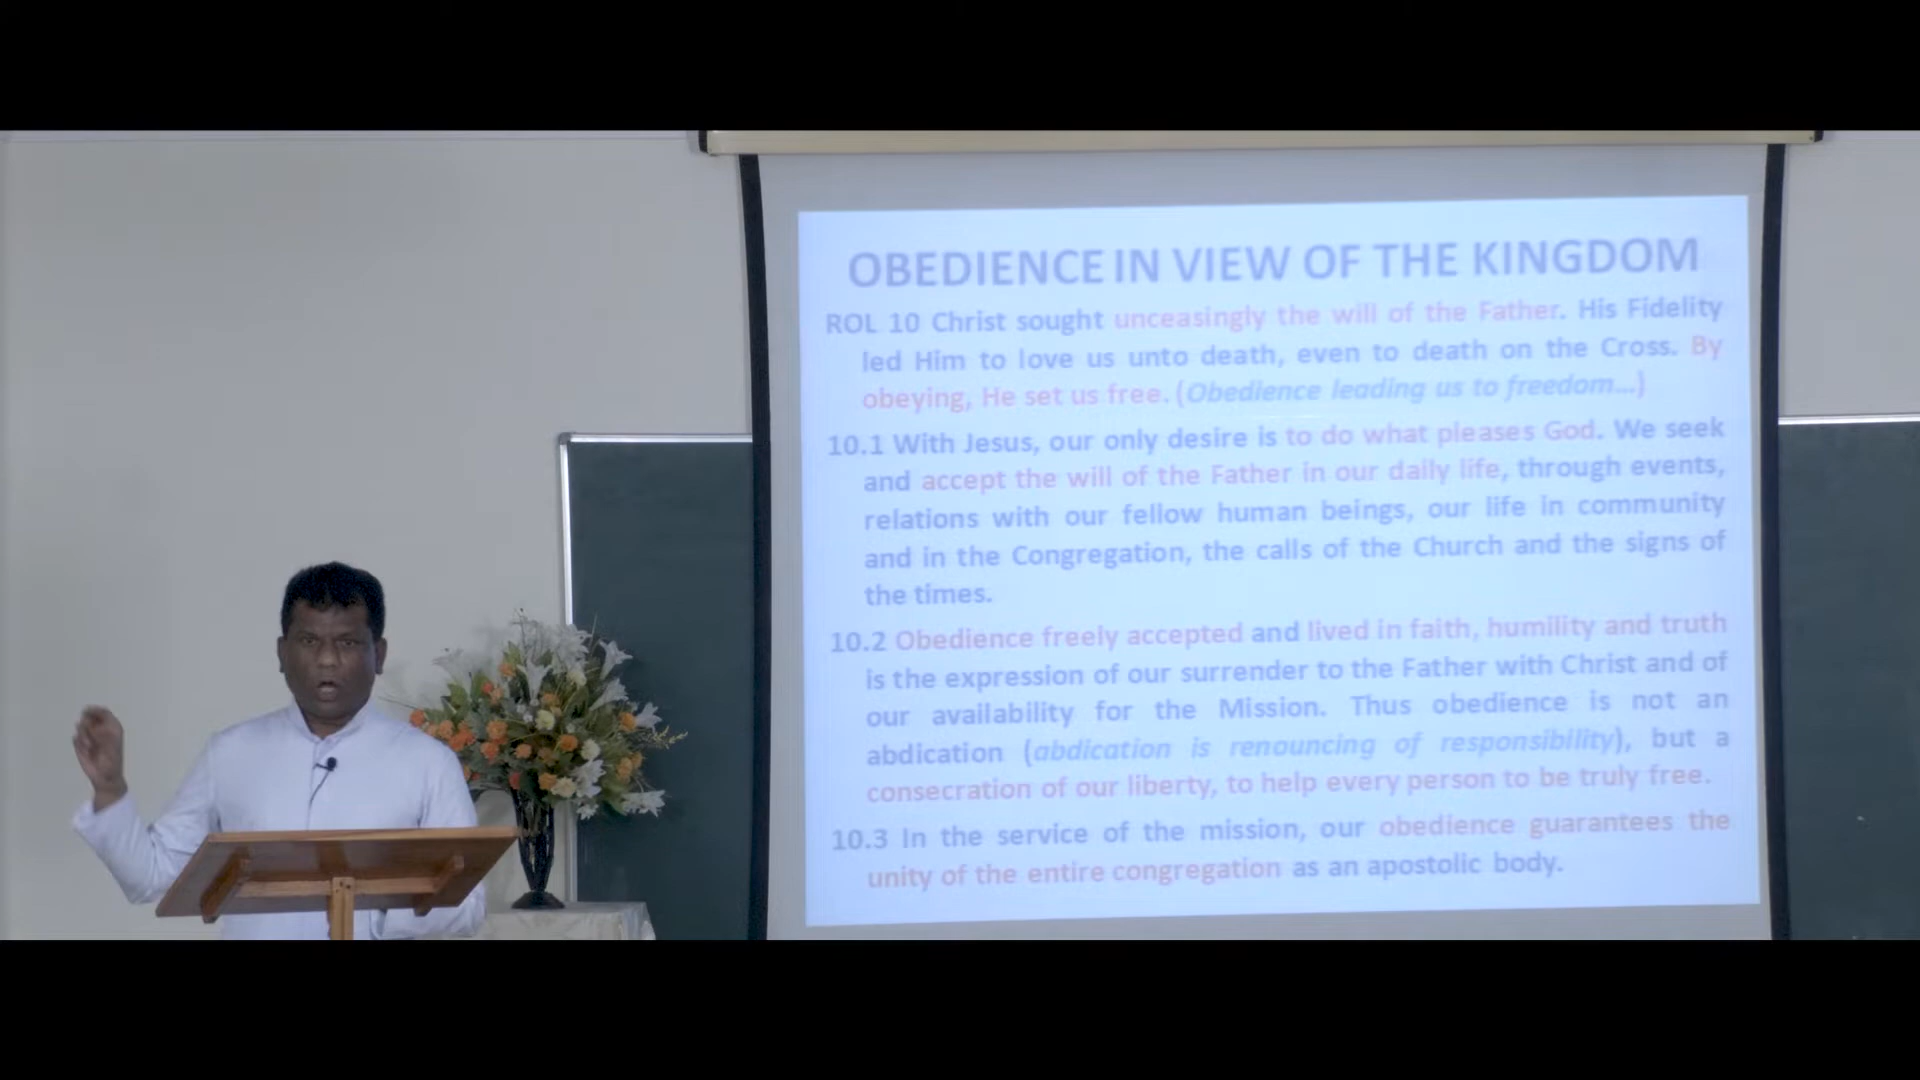 OBEDIENCE IN VIEW OF THE KINGDOM
ROL 10 Christ sought unceasingly the will of the Father. His Fidelity
led Him to love us unto death, even to death on the Cross. By
obeying, He set us free. (Obedience leading us to freedom...)
10.1 With Jesus, our only desire is to do what pleases God. We seek
and accept the will of the Father in our daily life, through events,
relations with our fellow human beings, our life in community
and in the Congregation, the calls of the Church and the signs of
the times.
10.2 Obedience freely accepted and lived in faith, humility and truth
is the expression of our surrender to the Father with Christ and of
our availability for the Mission. Thus obedience is not an
abdication (abdication is renouncing of responsibility), but a
consecration of our liberty, to help every person to be truly free.
10.3 In the service of the mission, our obedience guarantees the
unity of the entire congregation as an apostolic body.